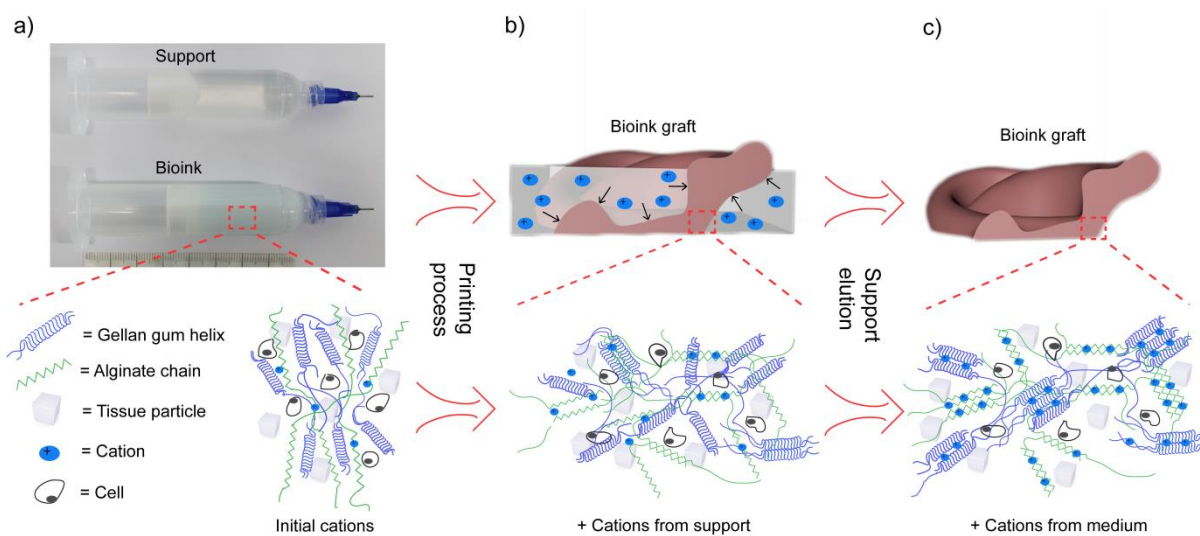 a)
Support
Bioink
b)
Bioink graft
c)
Bioink graft
Printing
process
Support
elution
= Gellan gum helix
= Alginate chain
= Tissue particle
+
= Cation
= Cell
Initial cations
+ Cations from support
+ Cations from medium